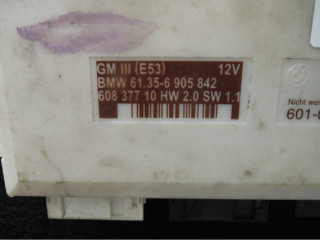 GM III (E53) 12V
BMW 61.35-6 905 842
608 377 10 HW 2.0 SW 1.1
Nicht
601-